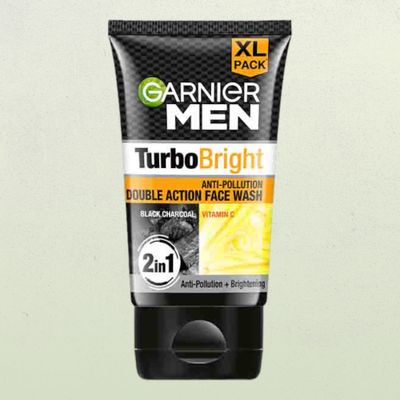 XL
PACK
GARNIER
MEN
TurboBright
ANTI-POLLUTION
DOUBLE ACTION FACE WASH
BLACK CHARCOAL VITAMIN C
2in1
Anti-Pollution + Brightening